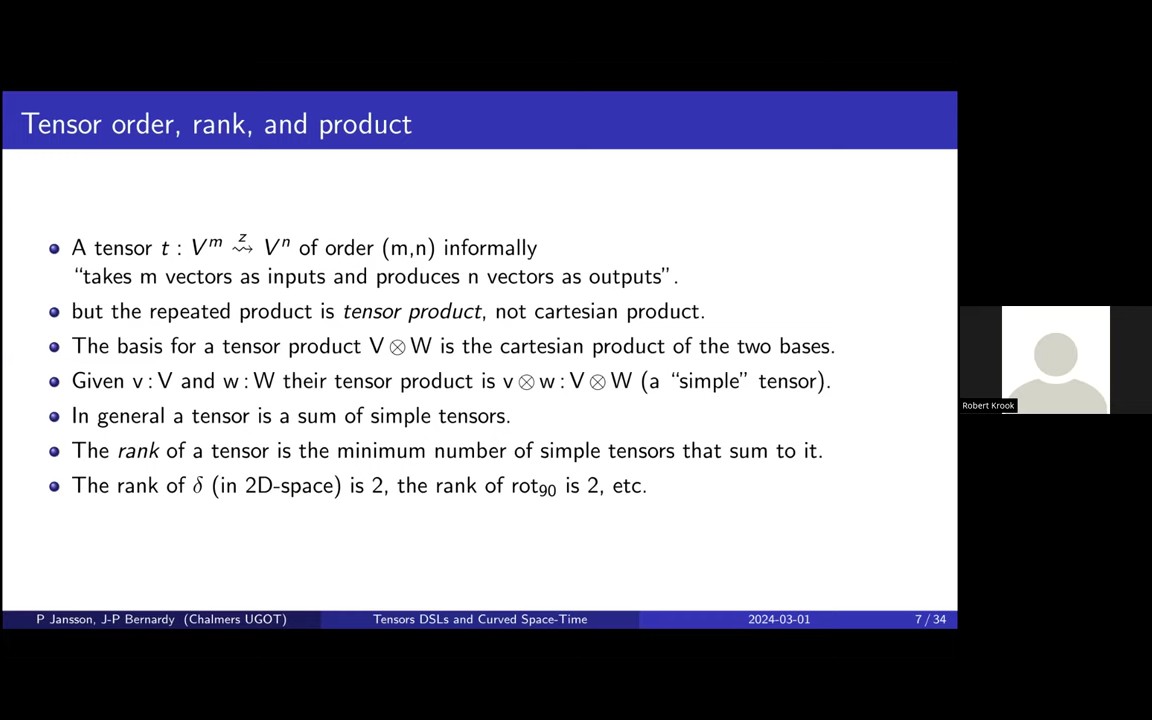 Tensor order, rank, and product
A tensor t : Vᵐ ⇝ᶻ Vⁿ of order (m,n) informally
“takes m vectors as inputs and produces n vectors as outputs”.
but the repeated product is tensor product, not cartesian product.
The basis for a tensor product V ⊗ W is the cartesian product of the two bases.
Given v : V and w : W their tensor product is v ⊗ w : V ⊗ W (a “simple” tensor).
In general a tensor is a sum of simple tensors.
The rank of a tensor is the minimum number of simple tensors that sum to it.
The rank of δ (in 2D-space) is 2, the rank of rot₉₀ is 2, etc.
Robert Krook
P Jansson, J-P Bernardy (Chalmers UGOT) Tensors DSLs and Curved Space-Time 2024-03-01 7 / 34